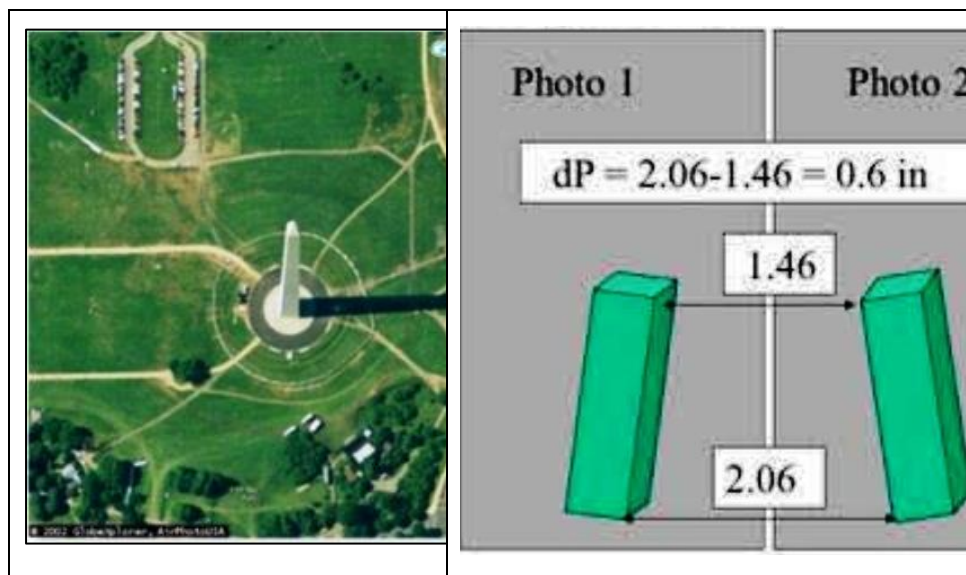 Photo 1
Photo 2
dP = 2.06-1.46 = 0.6 in
1.46
2.06
© 2002 GlobeXplorer, AirPhotoUSA